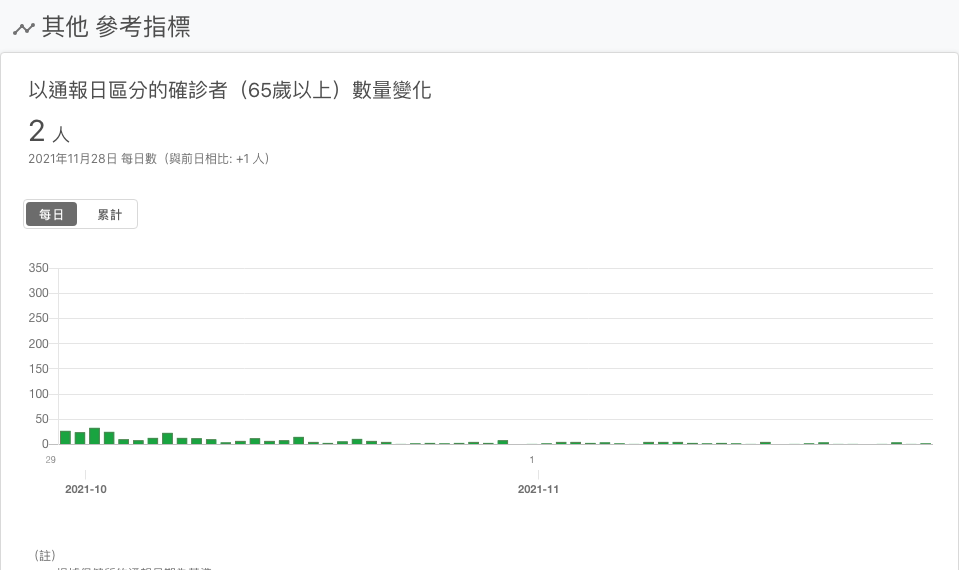 其他 參考指標
以通報日區分的確診者（65歲以上）數量變化
2 人
2021年11月28日 每日數（與前日相比: +1 人）
每日 累計
350
300
250
200
150
100
50
0
29 1
2021-10 2021-11
（註）